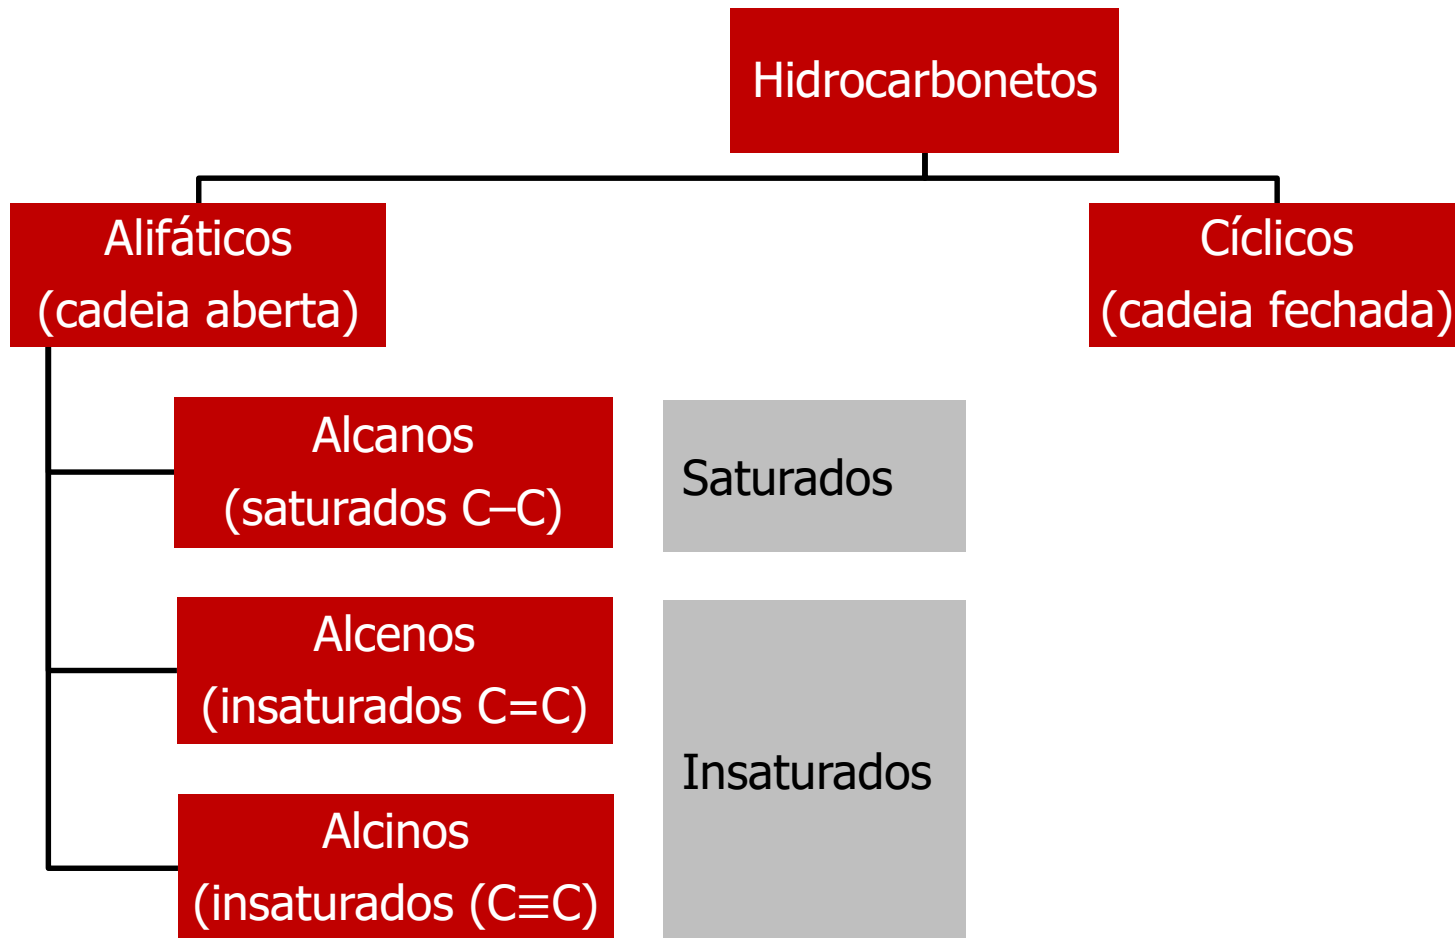 Hidrocarbonetos
Alifáticos
(cadeia aberta)
Cíclicos
(cadeia fechada)
Alcanos
(saturados C–C)
Saturados
Alcenos
(insaturados C=C)
Insaturados
Alcinos
(insaturados (C≡C)